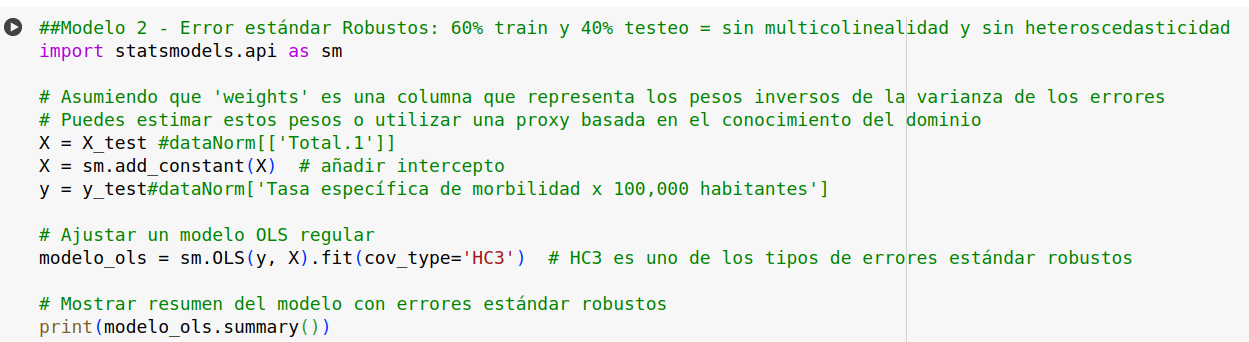 ##Modelo 2 - Error estándar Robustos: 60% train y 40% testeo = sin multicolinealidad y sin heteroscedasticidad
import statsmodels.api as sm
# Asumiendo que 'weights' es una columna que representa los pesos inversos de la varianza de los errores
# Puedes estimar estos pesos o utilizar una proxy basada en el conocimiento del dominio
X = X_test #dataNorm[['Total.1']]
X = sm.add_constant(X)  # añadir intercepto
y = y_test#dataNorm['Tasa específica de morbilidad x 100,000 habitantes']
# Ajustar un modelo OLS regular
modelo_ols = sm.OLS(y, X).fit(cov_type='HC3')  # HC3 es uno de los tipos de errores estándar robustos
# Mostrar resumen del modelo con errores estándar robustos
print(modelo_ols.summary())